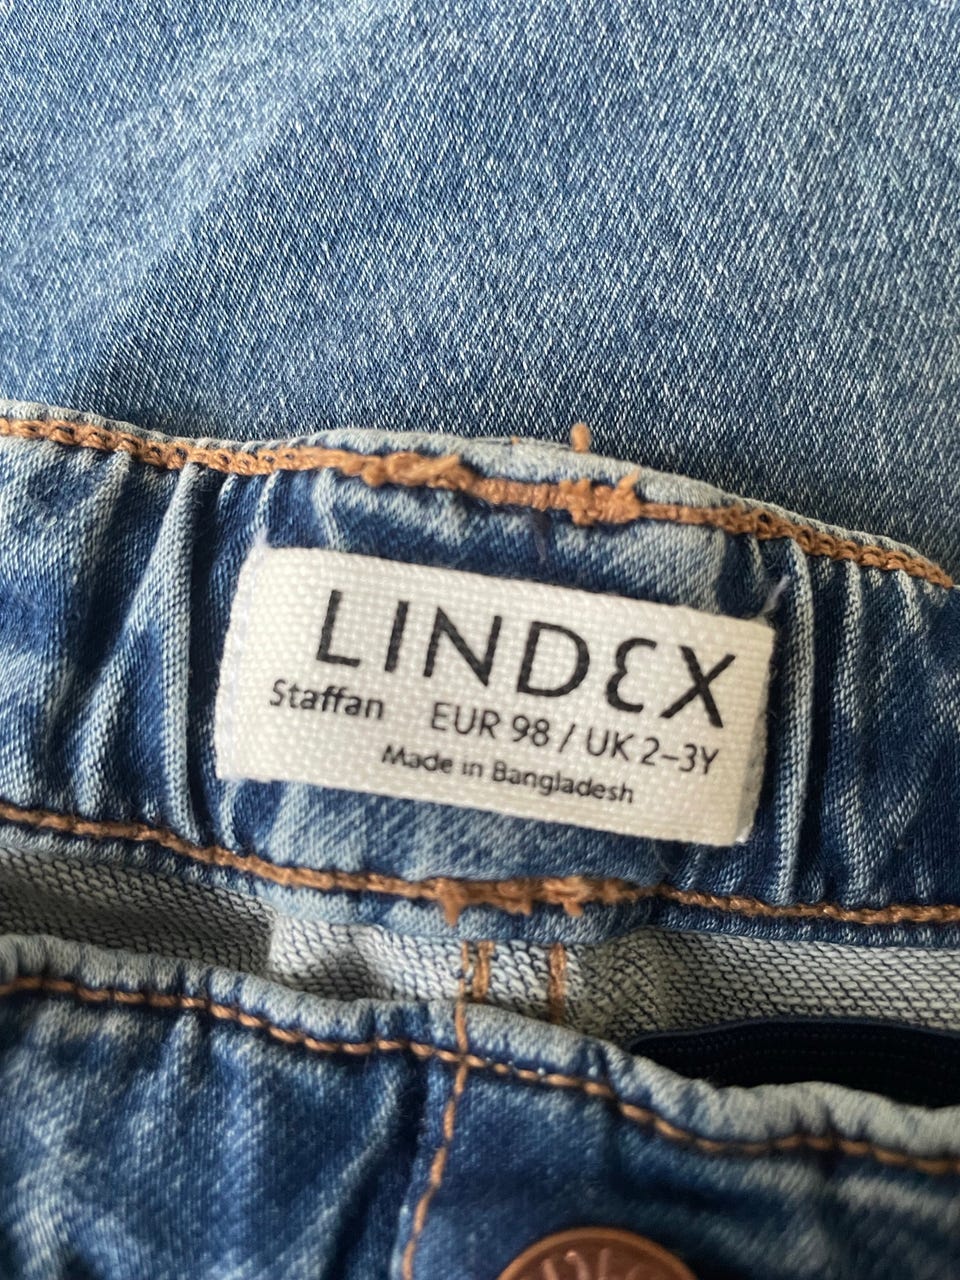 LINDEX
Staffan EUR 98 / UK 2–3Y
Made in Bangladesh